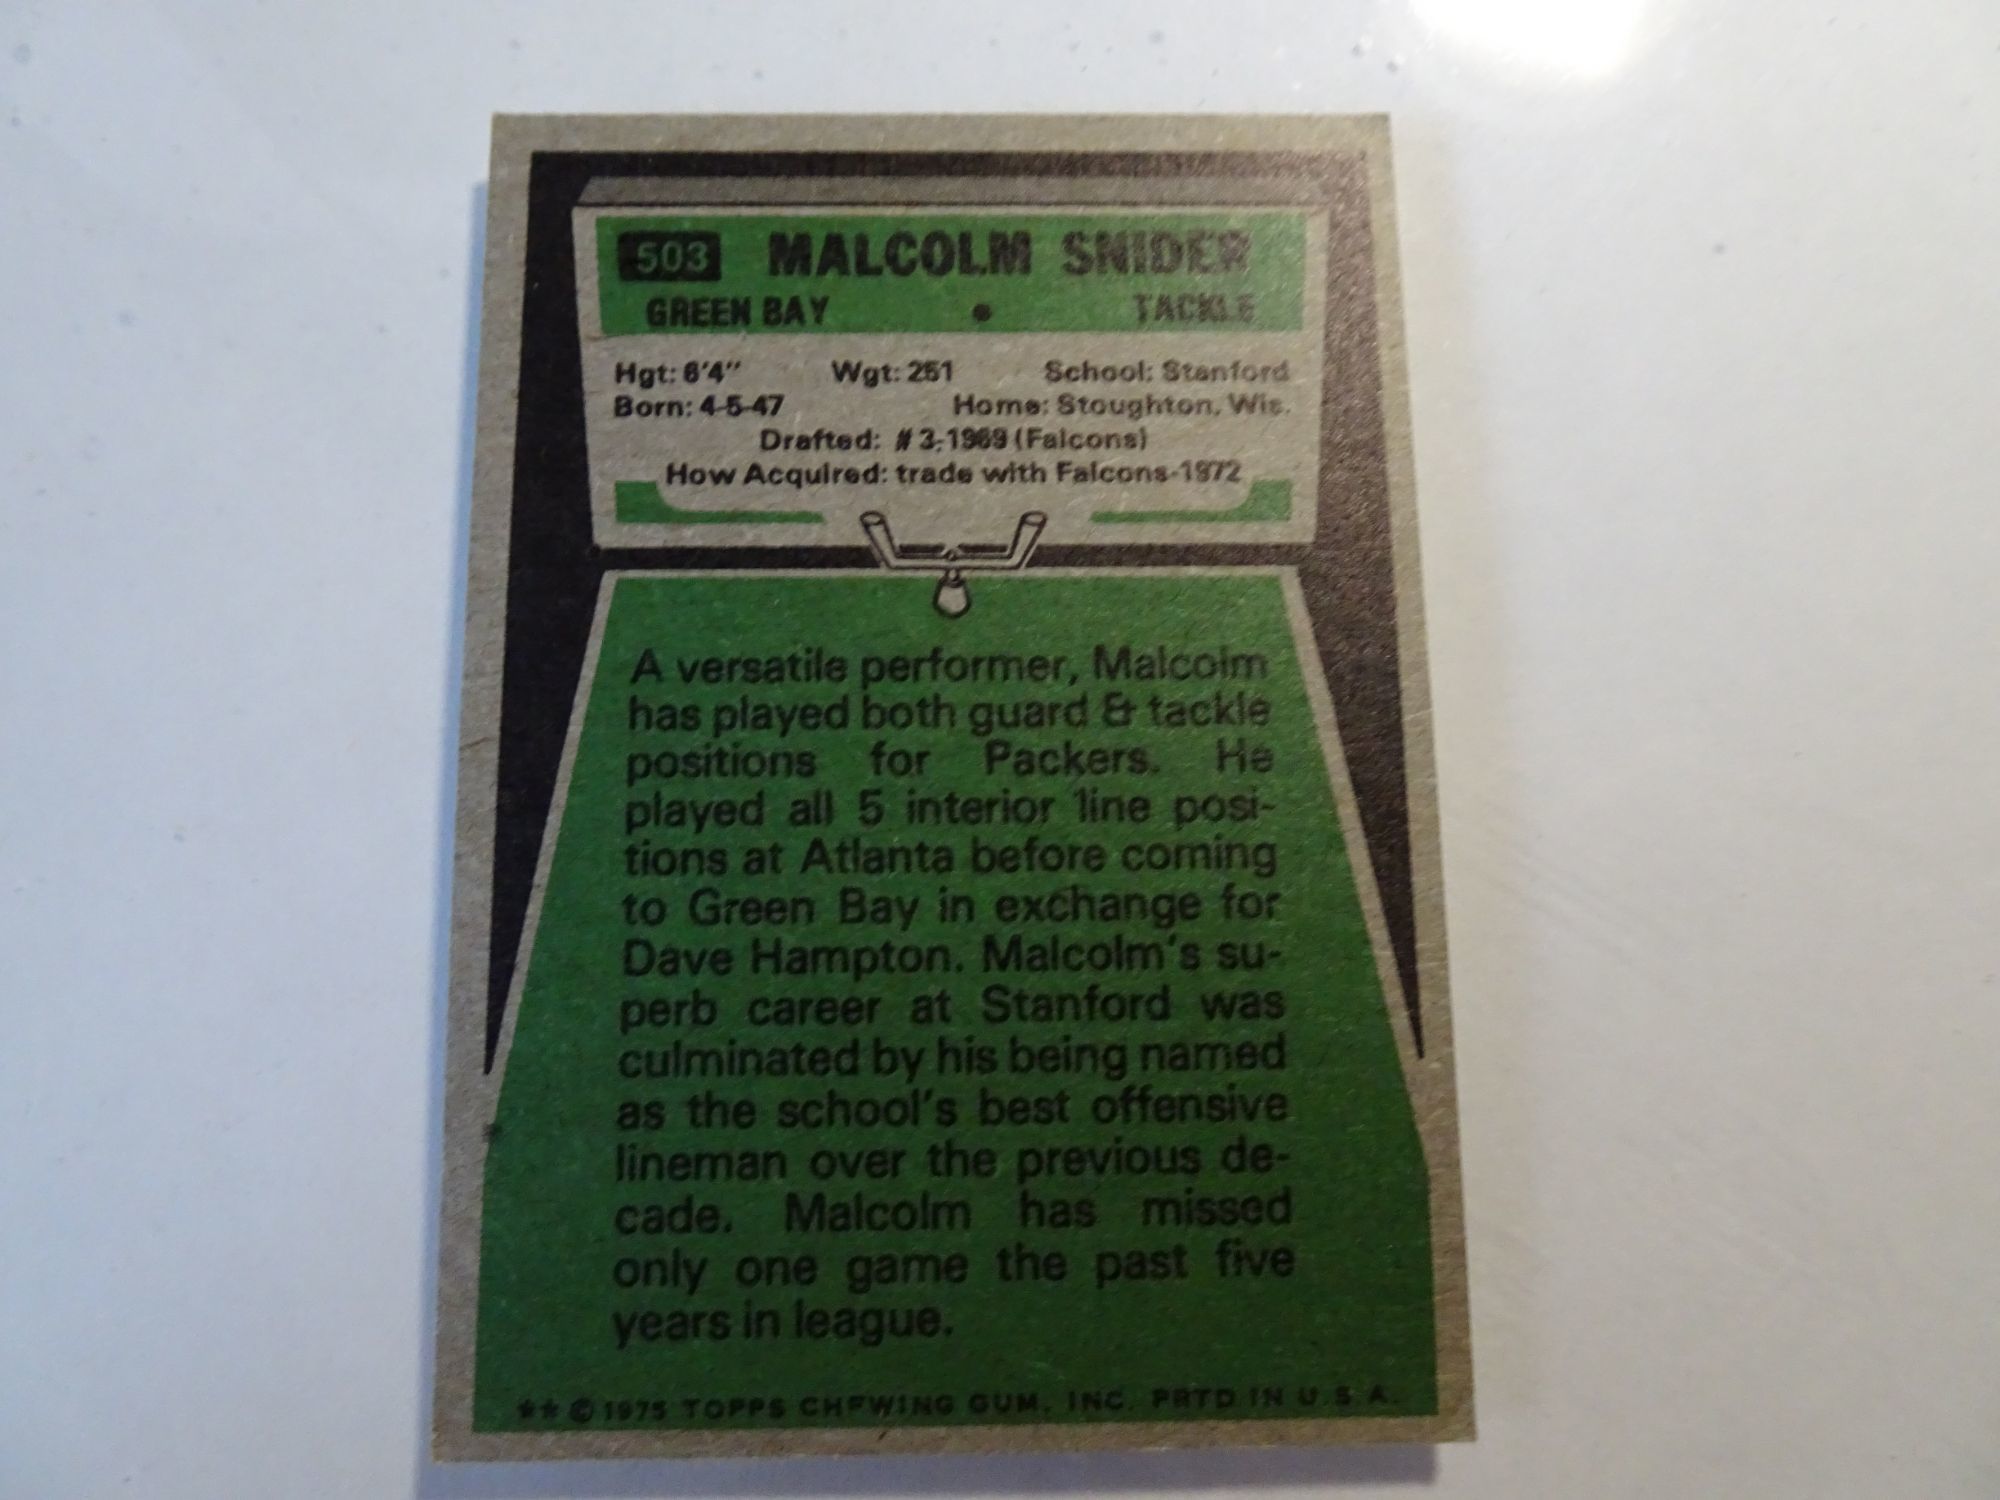 503 MALCOLM SNIDER
GREEN BAY • TACKLE
Hgt: 6'4" Wgt: 251 School: Stanford
Born: 4-5-47 Home: Stoughton, Wis.
Drafted: #3-1969 (Falcons)
How Acquired: trade with Falcons-1972
A versatile performer, Malcolm
has played both guard & tackle
positions for Packers. He
played all 5 interior line posi-
tions at Atlanta before coming
to Green Bay in exchange for
Dave Hampton. Malcolm's su-
perb career at Stanford was
culminated by his being named
as the school's best offensive
lineman over the previous de-
cade. Malcolm has missed
only one game the past five
years in league.
** © 1975 TOPPS CHEWING GUM, INC. PRTD IN U.S.A.